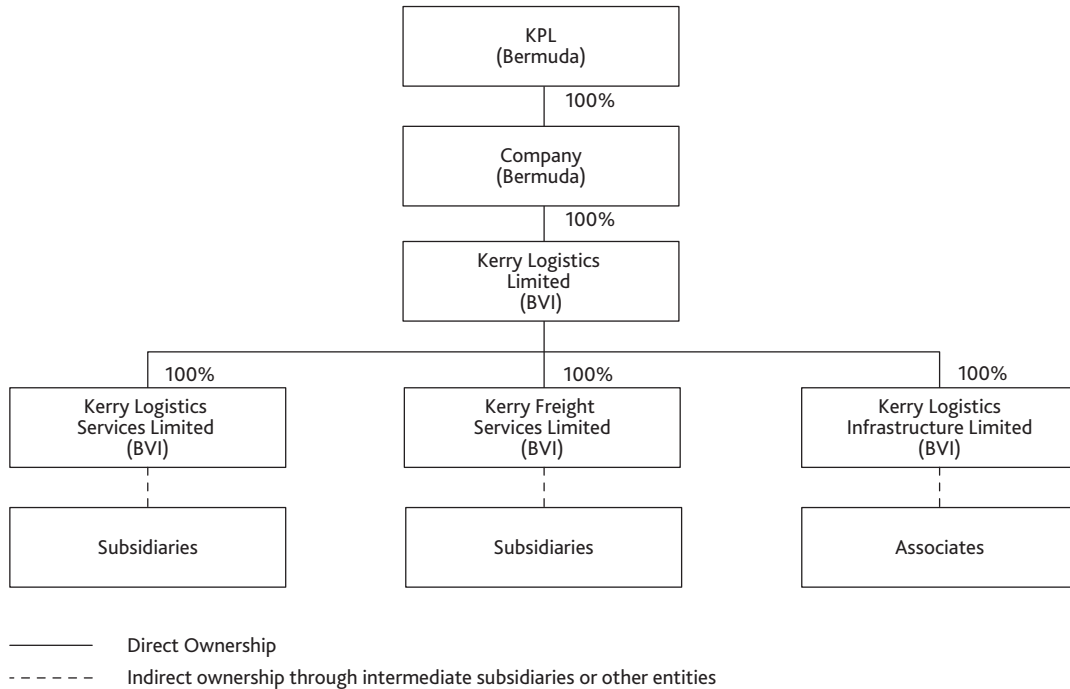 KPL
(Bermuda)
100%
Company
(Bermuda)
100%
Kerry Logistics
Limited
(BVI)
100%
100%
100%
Kerry Logistics
Services Limited
(BVI)
Kerry Freight
Services Limited
(BVI)
Kerry Logistics
Infrastructure Limited
(BVI)
Subsidiaries
Subsidiaries
Associates
Direct Ownership
Indirect ownership through intermediate subsidiaries or other entities